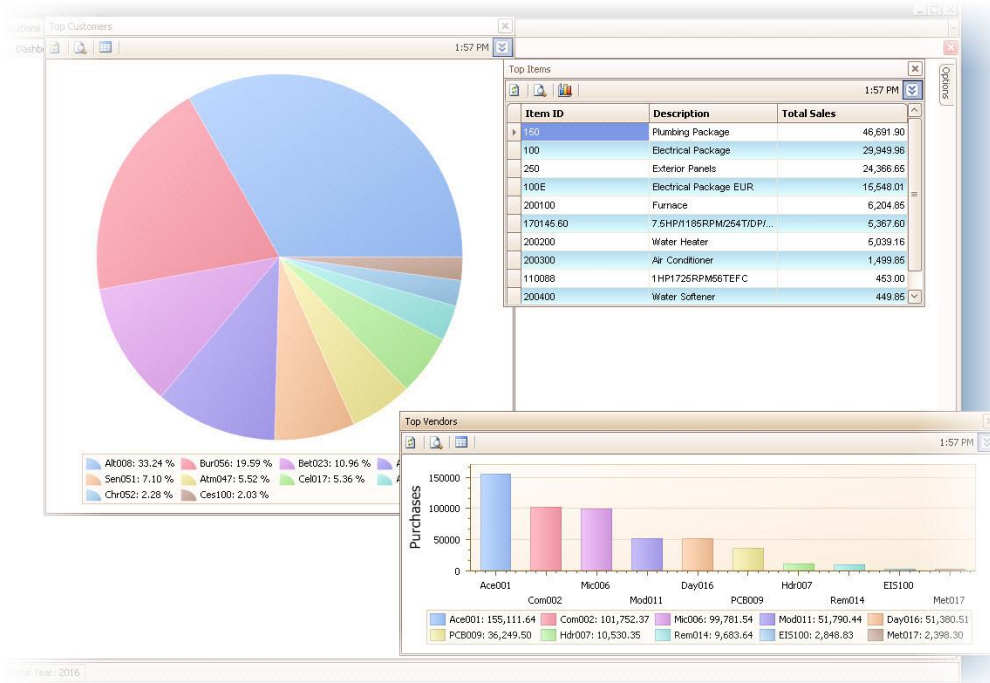 Top Customers
1:57 PM
Alt008: 33.24 % Bur056: 19.59 % Bet023: 10.96 %
Sen051: 7.10 % Atm047: 5.52 % Cel017: 5.36 %
Chr052: 2.28 % Ces100: 2.03 %
Top Items
1:57 PM
Options
Item ID Description Total Sales
150 Plumbing Package 46,691.90
100 Electrical Package 29,949.96
250 Exterior Panels 24,366.65
100E Electrical Package EUR 15,548.01
200100 Furnace 6,204.85
170145.60 7.5HP/1185RPM/254T/DP/... 5,367.60
200200 Water Heater 5,039.16
200300 Air Conditioner 1,499.85
110088 1HP1725RPM56TEFC 453.00
200400 Water Softener 449.85
Top Vendors
1:57 PM
Purchases
150000
100000
50000
0
Ace001 Mic006 Day016 Hdr007 EIS100
Com002 Mod011 PCB009 Rem014 Met017
Ace001: 155,111.64 Com002: 101,752.37 Mic006: 99,781.54 Mod011: 51,790.44 Day016: 51,380.51
PCB009: 36,249.50 Hdr007: 10,530.35 Rem014: 9,683.64 EIS100: 2,848.83 Met017: 2,398.30
Year: 2016